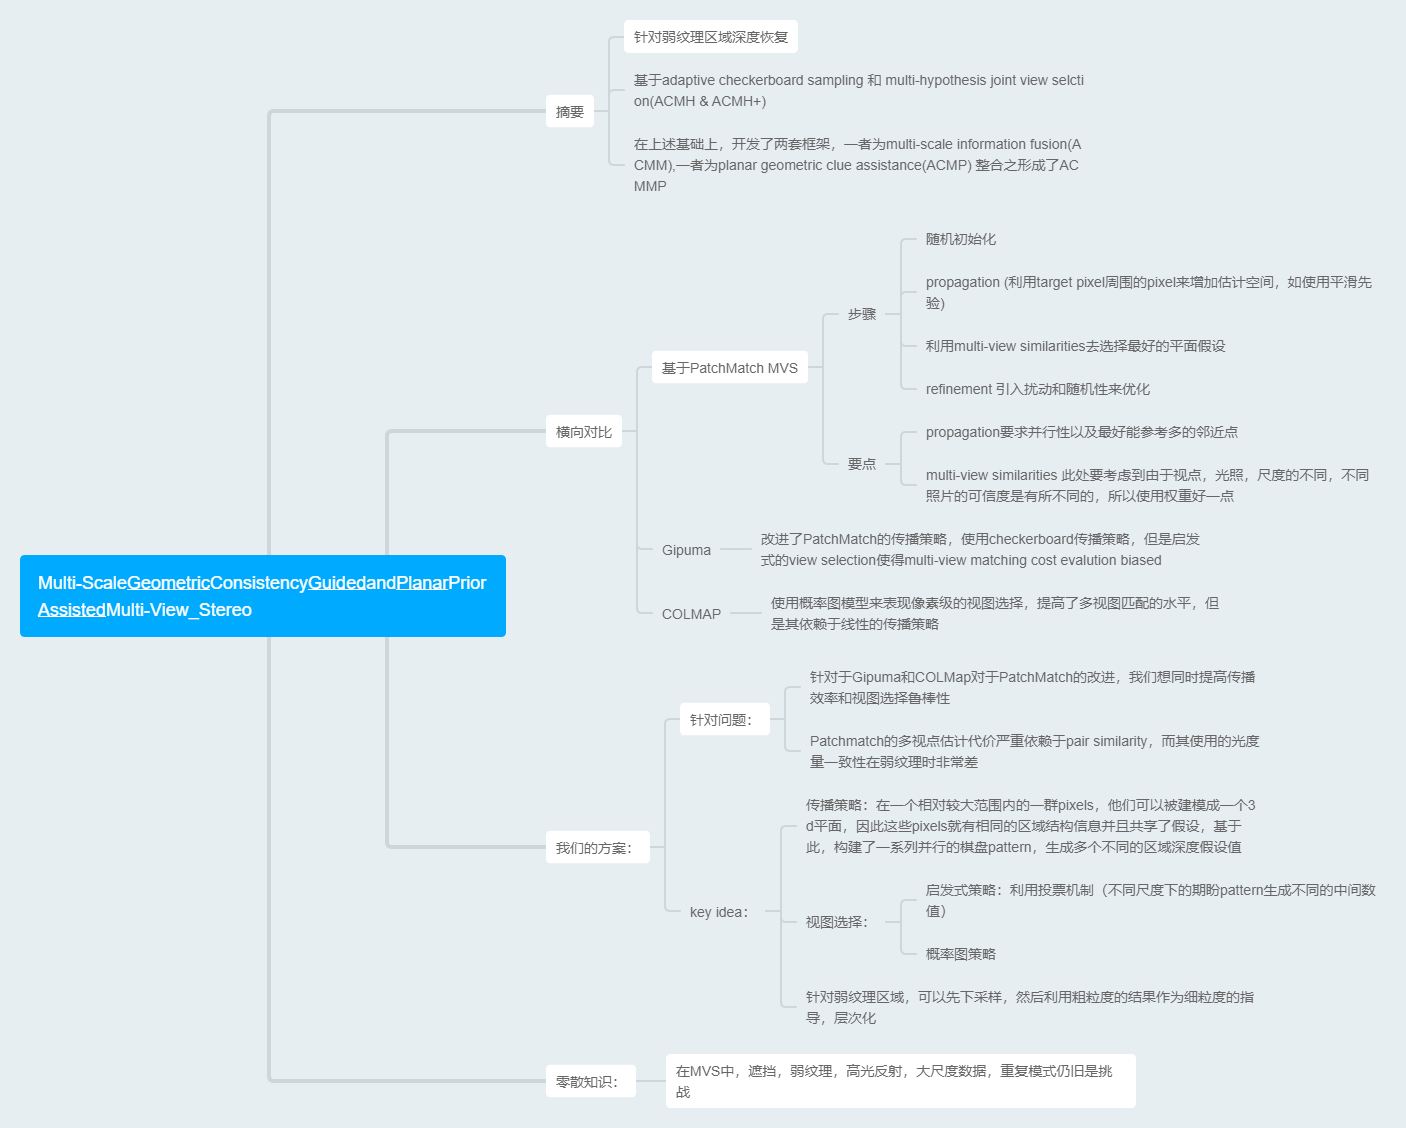 Multi-ScaleGeometricConsistencyGuidedandPlanarPrior
AssistedMulti-View_Stereo
摘要
针对弱纹理区域深度恢复
基于adaptive checkerboard sampling 和 multi-hypothesis joint view selcti
on(ACMH & ACMH+)
在上述基础上，开发了两套框架，一者为multi-scale information fusion(A
CMM),一者为planar geometric clue assistance(ACMP) 整合之形成了AC
MMP
横向对比
基于PatchMatch MVS
步骤
随机初始化
propagation (利用target pixel周围的pixel来增加估计空间，如使用平滑先
验)
利用multi-view similarities去选择最好的平面假设
refinement 引入扰动和随机性来优化
要点
propagation要求并行性以及最好能参考多的邻近点
multi-view similarities 此处要考虑到由于视点，光照，尺度的不同，不同
照片的可信度是有所不同的，所以使用权重好一点
Gipuma
改进了PatchMatch的传播策略，使用checkerboard传播策略，但是启发
式的view selection使得multi-view matching cost evalution biased
COLMAP
使用概率图模型来表现像素级的视图选择，提高了多视图匹配的水平，但
是其依赖于线性的传播策略
我们的方案：
针对问题：
针对于Gipuma和COLMap对于PatchMatch的改进，我们想同时提高传播
效率和视图选择鲁棒性
Patchmatch的多视点估计代价严重依赖于pair similarity，而其使用的光度
量一致性在弱纹理时非常差
key idea：
传播策略：在一个相对较大范围内的一群pixels，他们可以被建模成一个3
d平面，因此这些pixels就有相同的区域结构信息并且共享了假设，基于
此，构建了一系列并行的棋盘pattern，生成多个不同的区域深度假设值
视图选择：
启发式策略：利用投票机制（不同尺度下的期盼pattern生成不同的中间数
值）
概率图策略
针对弱纹理区域，可以先下采样，然后利用粗粒度的结果作为细粒度的指
导，层次化
零散知识：
在MVS中，遮挡，弱纹理，高光反射，大尺度数据，重复模式仍旧是挑
战